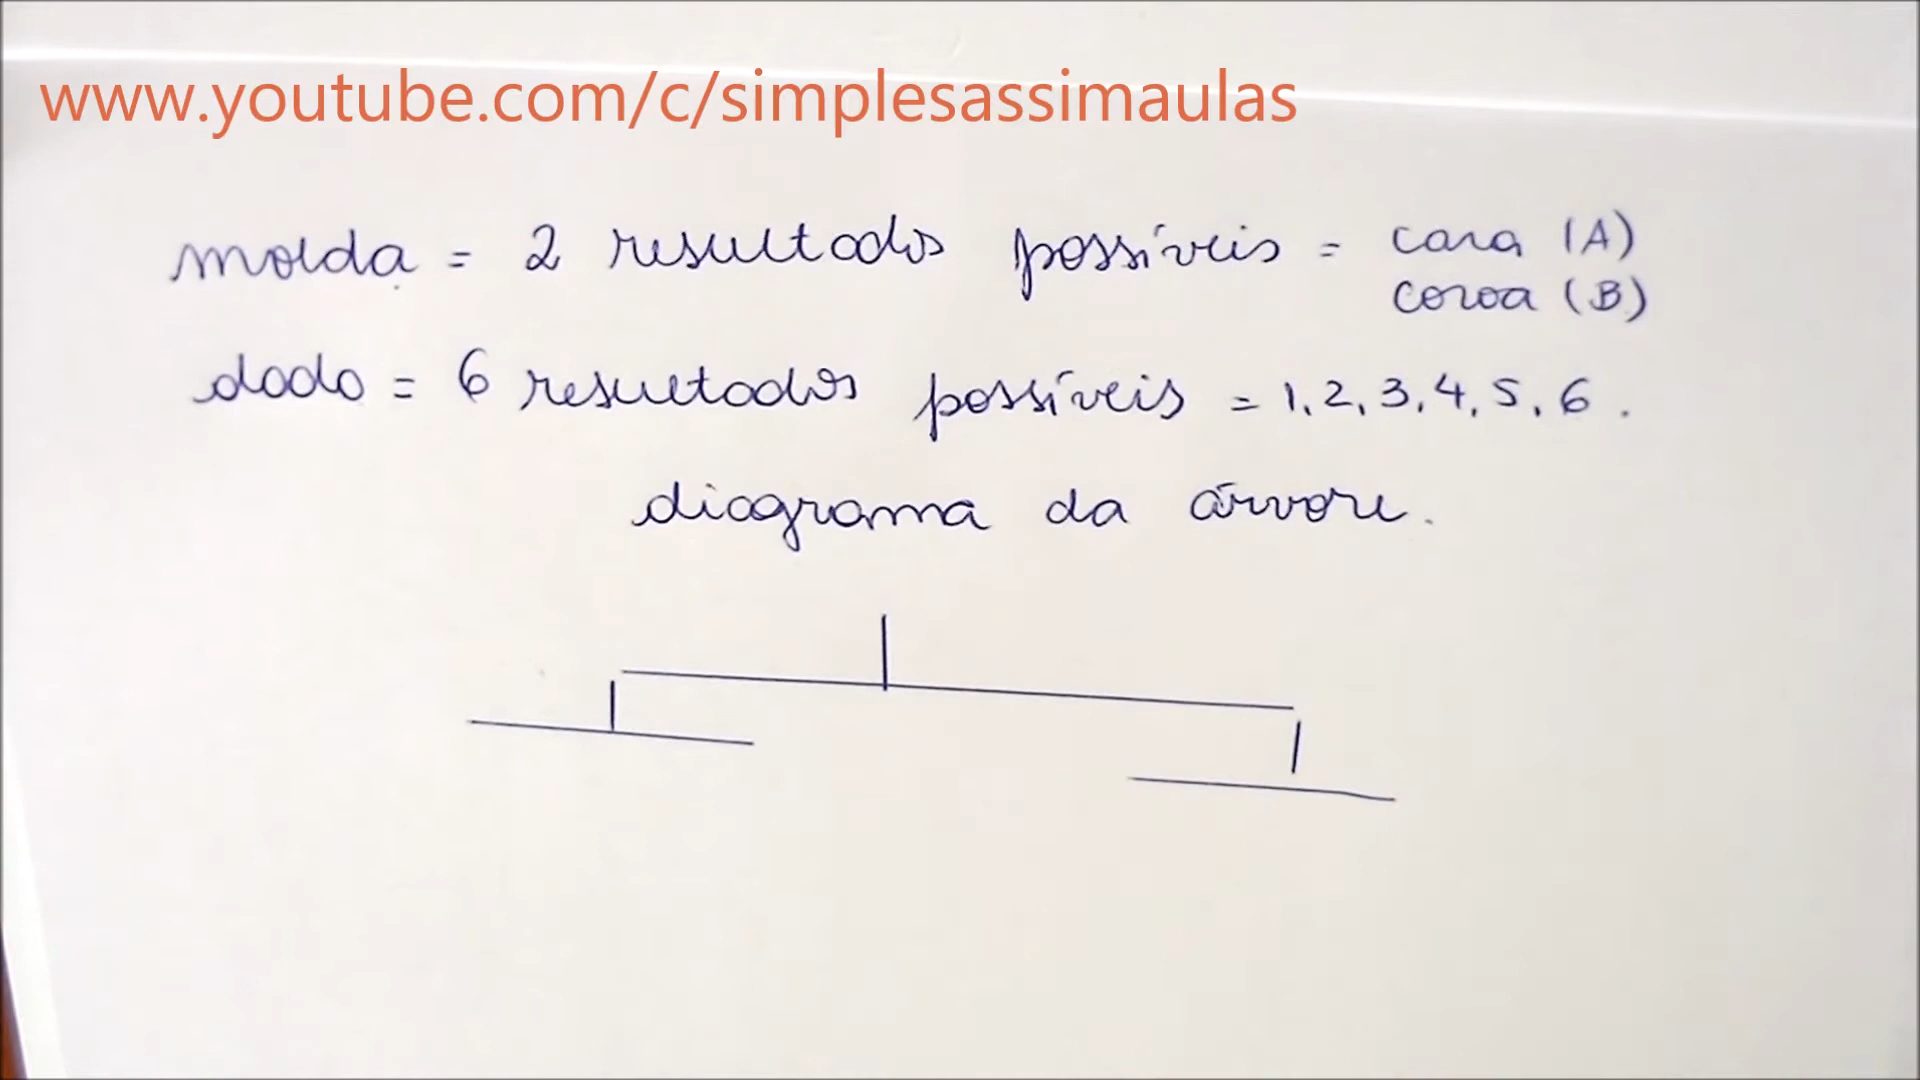 www.youtube.com/c/simplesassimaulas
moeda = 2 resultados possíveis = cara (A)
coroa (B)
dado = 6 resultados possíveis = 1, 2, 3, 4, 5, 6.
diagrama da árvore.